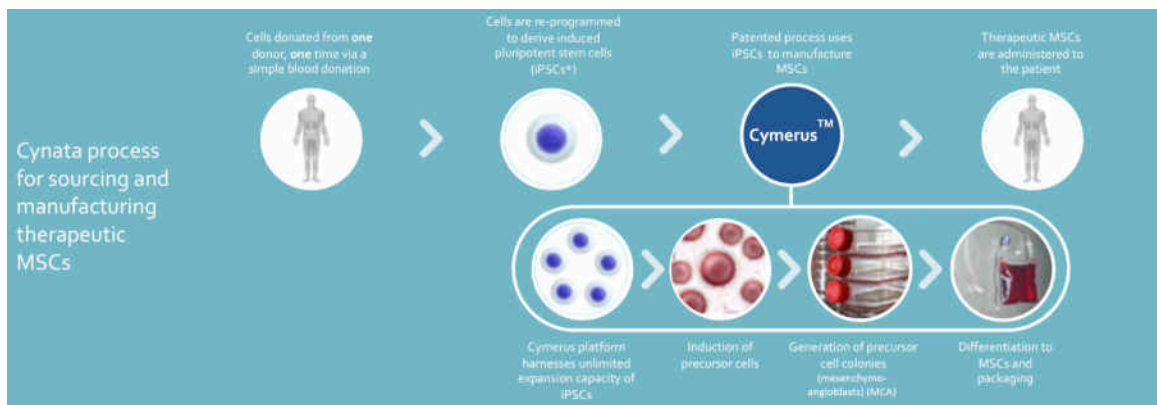 Cynata process
for sourcing and
manufacturing
therapeutic
MSCs
Cells donated from one
donor, one time via a
simple blood donation
Cells are re-programmed
to derive induced
pluripotent stem cells
(iPSCs*)
Patented process uses
iPSCs to manufacture
MSCs
Cymerus™
Therapeutic MSCs
are administered to
the patient
Cymerus platform
harnesses unlimited
expansion capacity of
iPSCs
Induction of
precursor cells
Generation of precursor
cell colonies
(mesenchymo-
angioblasts) (MCA)
Differentiation to
MSCs and
packaging